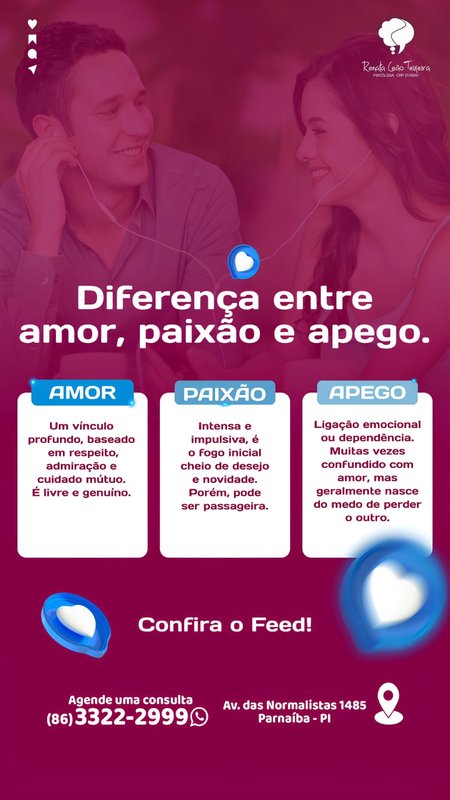 Renata Leão Teixeira
Diferença entre
amor, paixão e apego.
AMOR
Um vínculo
profundo, baseado
em respeito,
admiração e
cuidado mútuo.
É livre e genuíno.
PAIXÃO
Intensa e
impulsiva, é
o fogo inicial
cheio de desejo
e novidade.
Porém, pode
ser passageira.
APEGO
Ligação emocional
ou dependência.
Muitas vezes
confundido com
amor, mas
geralmente nasce
do medo de perder
o outro.
Confira o Feed!
Agende uma consulta
(86) 3322-2999
Av. das Normalistas 1485
Parnaíba - PI